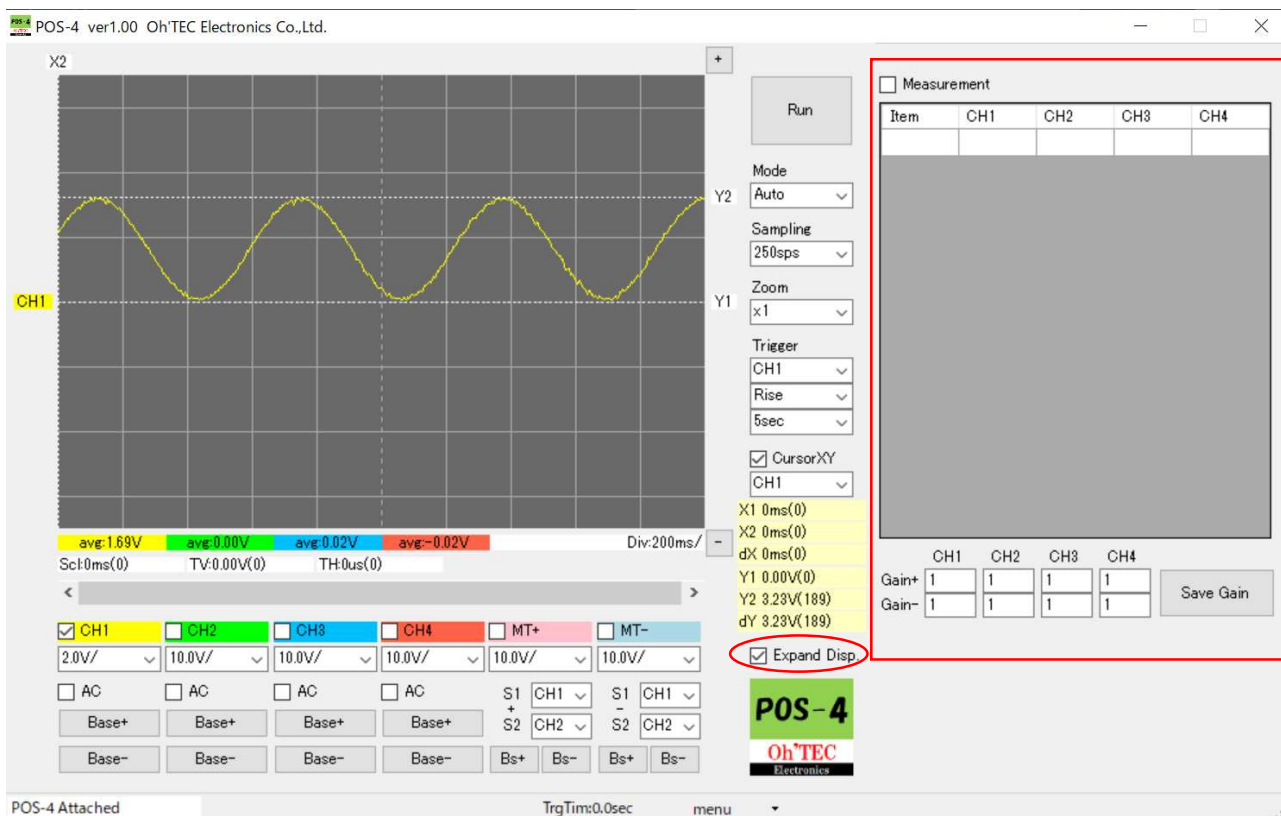 POS-4 ver1.00 Oh'TEC Electronics Co.,Ltd.
X2
+
Run
Measurement
Item CH1 CH2 CH3 CH4
Mode
Auto
Y2
Sampling
250sps
Zoom
CH1
Y1
x1
Trigger
CH1
Rise
5sec
CursorXY
CH1
X1 0ms(0)
X2 0ms(0)
dX 0ms(0)
Y1 0.00V(0)
Y2 3.23V(189)
dY 3.23V(189)
avg:1.69V avg:0.00V avg:0.02V avg:-0.02V Div:200ms/ -
Scl:0ms(0) TV:0.00V(0) TH:0us(0)
< >
CH1 CH2 CH3 CH4
Gain+ 1 1 1 1
Gain- 1 1 1 1
Save Gain
CH1 CH2 CH3 CH4 MT+ MT-
2.0V/ 10.0V/ 10.0V/ 10.0V/ 10.0V/ 10.0V/
Expand Disp.
AC AC AC AC S1 CH1 S1 CH1
+ -
Base+ Base+ Base+ Base+ S2 CH2 S2 CH2
Base- Base- Base- Base- Bs+ Bs- Bs+ Bs-
POS-4
Oh'TEC
Electronics
POS-4 Attached TrgTim:0.0sec menu